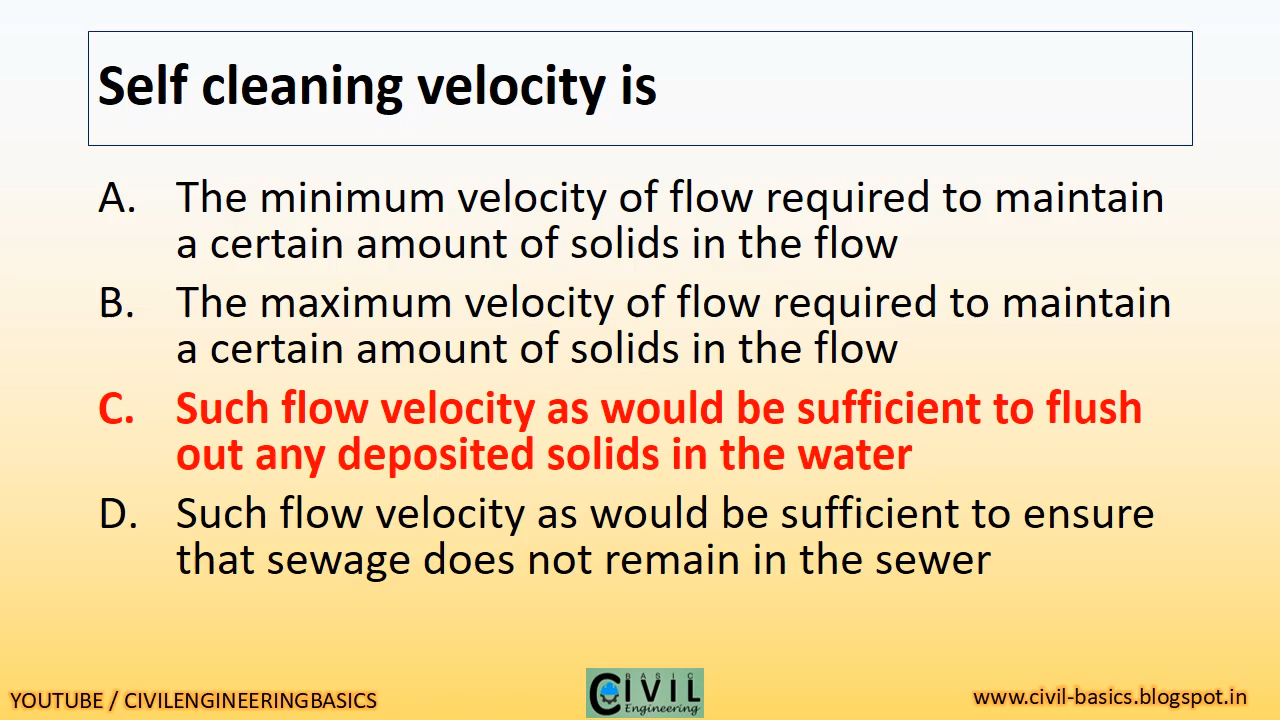 Self cleaning velocity is
A. The minimum velocity of flow required to maintain
a certain amount of solids in the flow
B. The maximum velocity of flow required to maintain
a certain amount of solids in the flow
C. Such flow velocity as would be sufficient to flush
out any deposited solids in the water
D. Such flow velocity as would be sufficient to ensure
that sewage does not remain in the sewer
YOUTUBE / CIVILENGINEERINGBASICS
BASIC
CIVIL
Engineering
www.civil-basics.blogspot.in